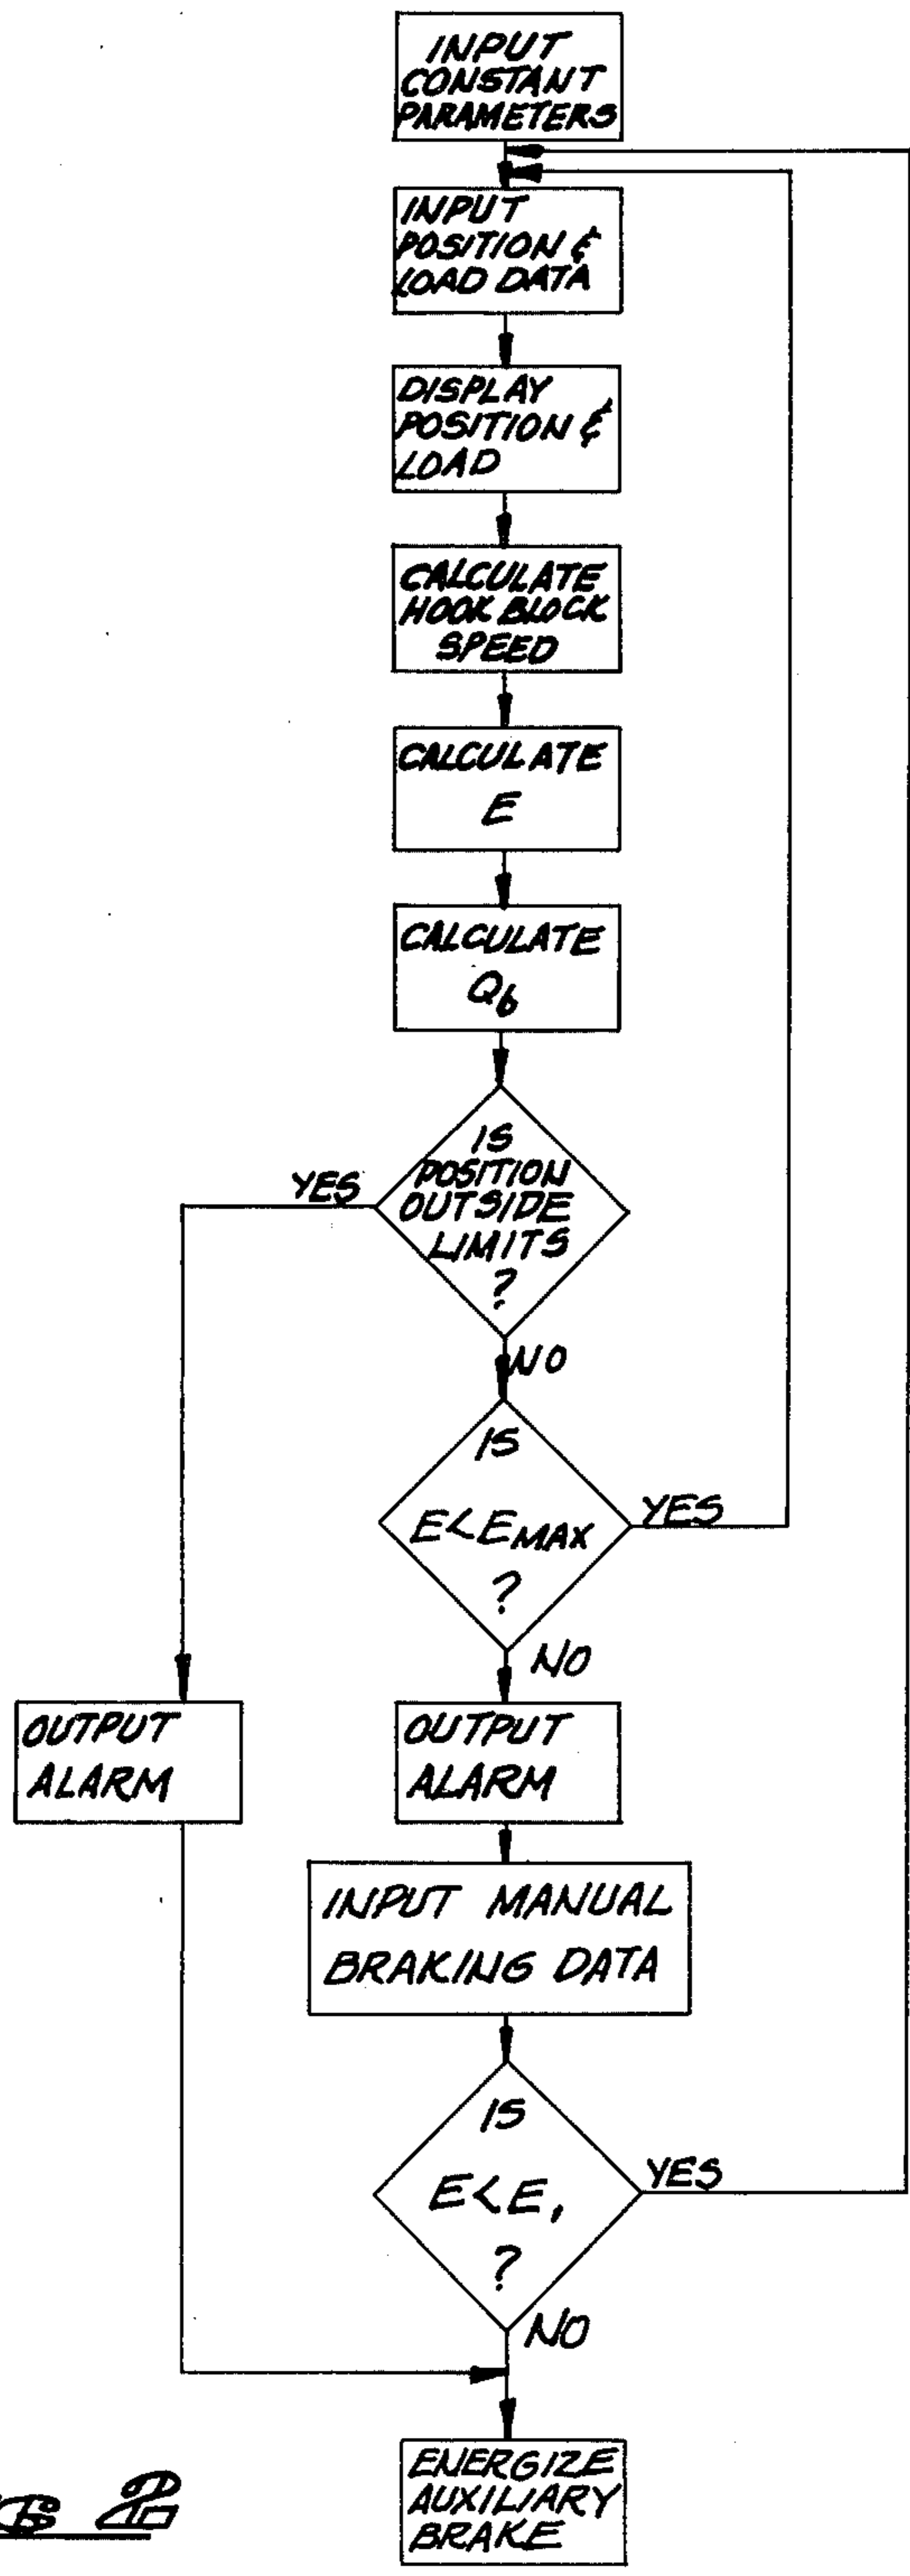 INPUT
CONSTANT
PARAMETERS
INPUT
POSITION &
LOAD DATA
DISPLAY
POSITION &
LOAD
CALCULATE
HOOK BLOCK
SPEED
CALCULATE
E
CALCULATE
Qb
IS
POSITION
OUTSIDE
LIMITS
?
YES
NO
IS
E<EMAX
?
YES
NO
OUTPUT
ALARM
OUTPUT
ALARM
INPUT MANUAL
BRAKING DATA
IS
E<E,
?
YES
NO
ENERGIZE
AUXILIARY
BRAKE
2